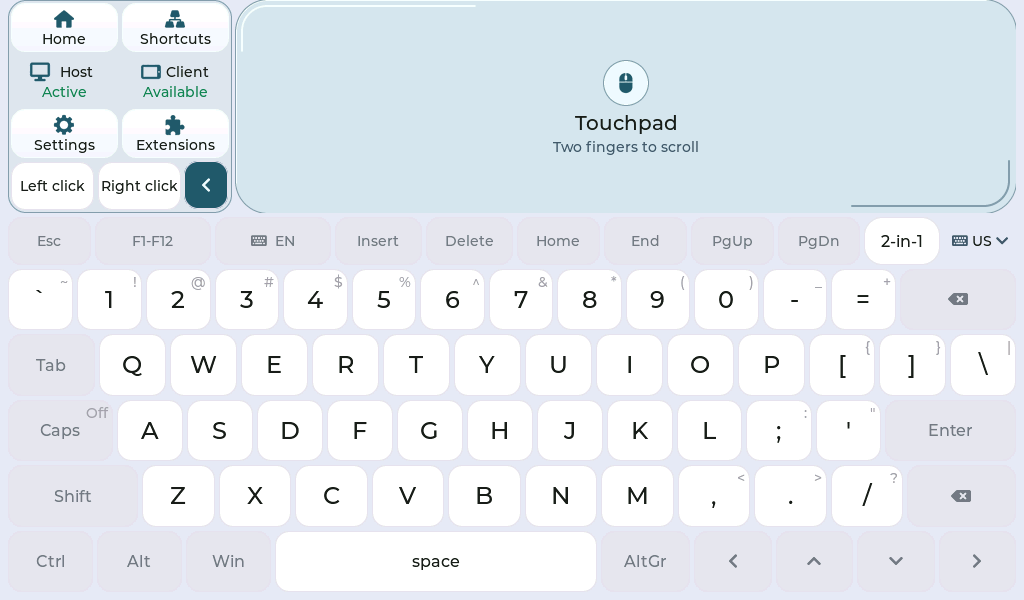 Home Shortcuts
Host Client
Active Available
Settings Extensions
Left click Right click
Touchpad
Two fingers to scroll
Esc F1-F12 EN Insert Delete Home End PgUp PgDn 2-in-1 US
` ~ 1 ! 2 @ 3 # 4 $ 5 % 6 ^ 7 & 8 * 9 ( 0 ) - _ = +
Tab Q W E R T Y U I O P [ { ] } \ |
Caps Off A S D F G H J K L ; : ' " Enter
Shift Z X C V B N M , < . > / ?
Ctrl Alt Win space AltGr